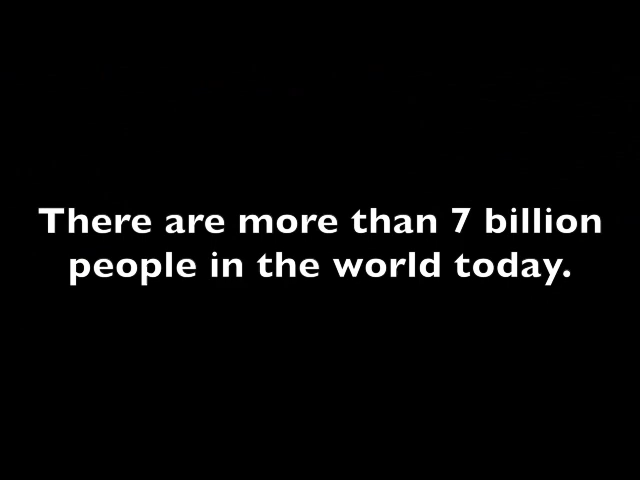 There are more than 7 billion
people in the world today.